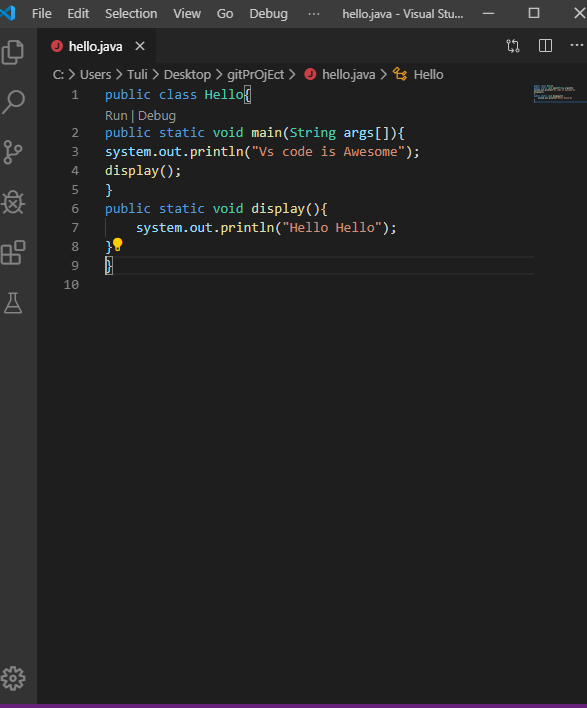 File Edit Selection View Go Debug ··· hello.java - Visual Stu...
hello.java
C: > Users > Tuli > Desktop > gitPrOjEct > hello.java > Hello
1 public class Hello{
Run | Debug
2 public static void main(String args[]){
3 system.out.println("Vs code is Awesome");
4 display();
5 }
6 public static void display(){
7 system.out.println("Hello Hello");
8 }
9 }
10